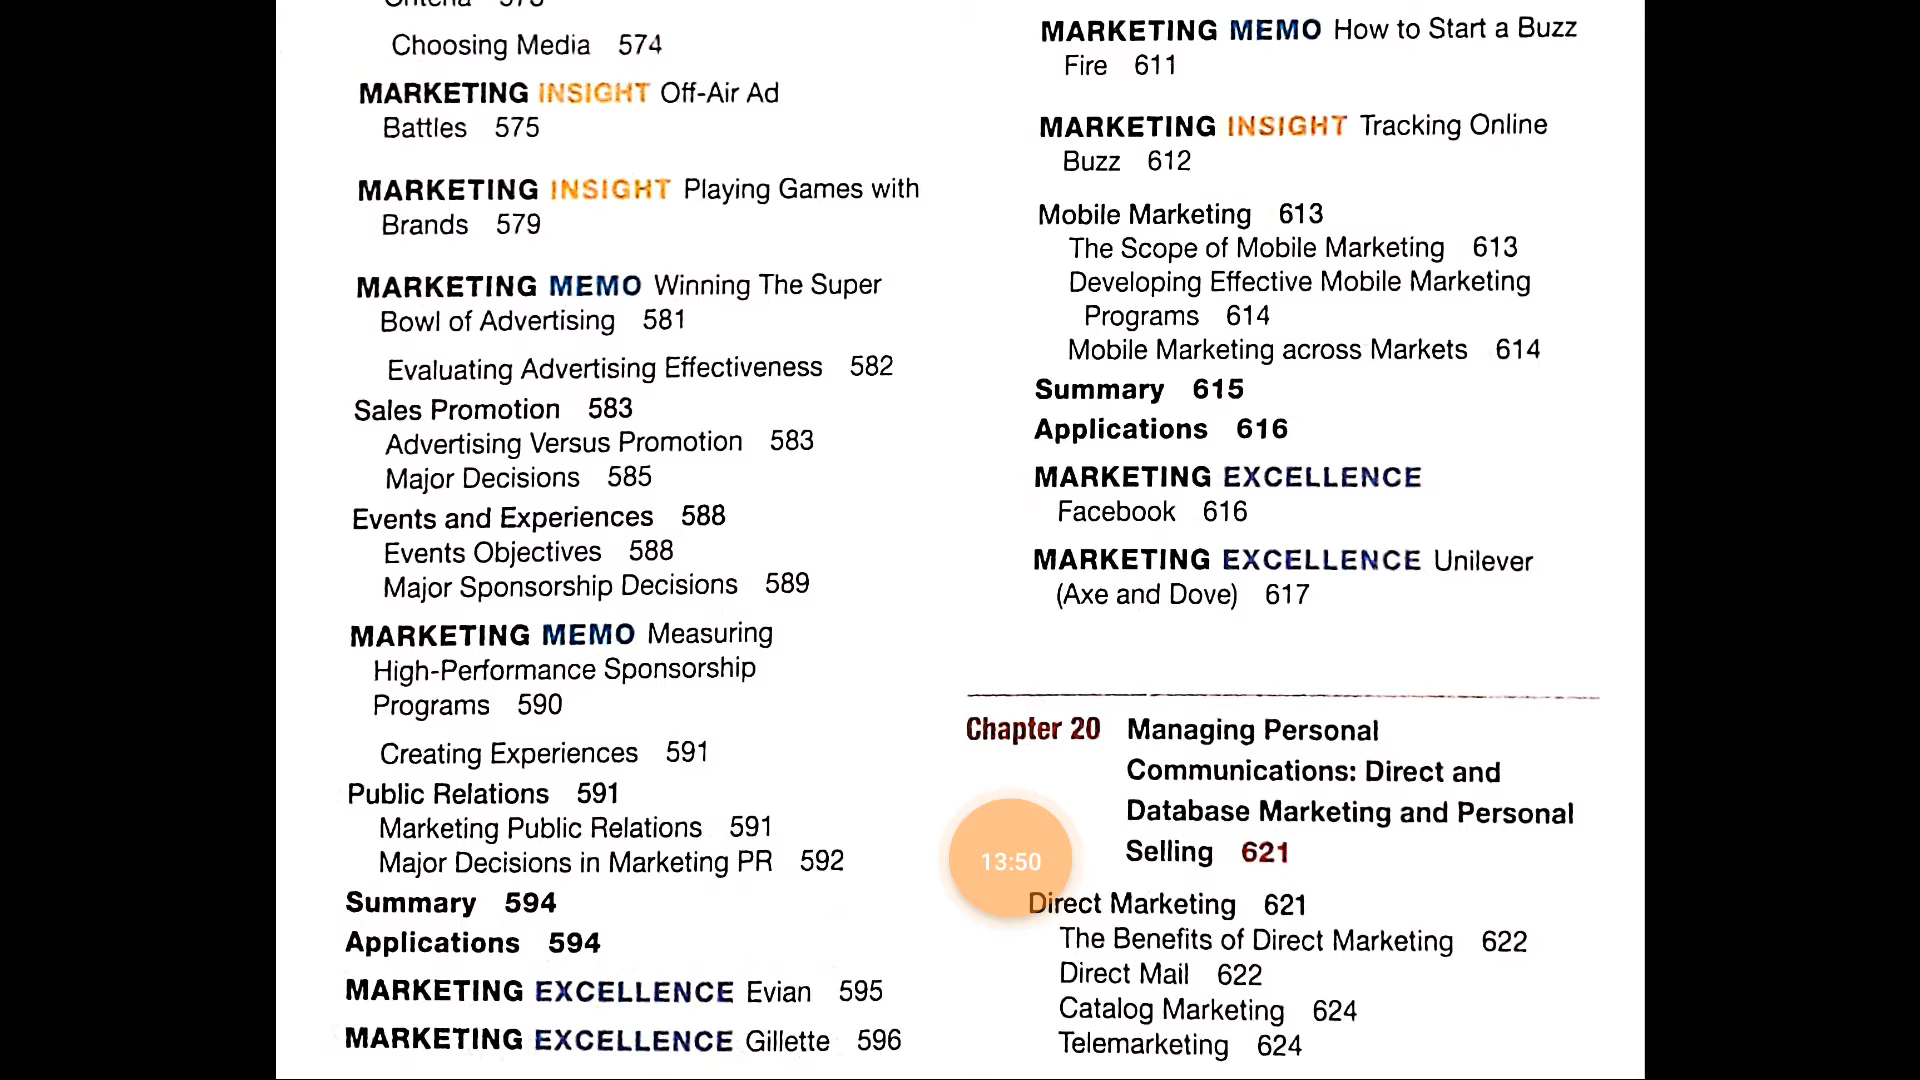 Criteria 573
Choosing Media 574
MARKETING INSIGHT Off-Air Ad
Battles 575
MARKETING INSIGHT Playing Games with
Brands 579
MARKETING MEMO Winning The Super
Bowl of Advertising 581
Evaluating Advertising Effectiveness 582
Sales Promotion 583
Advertising Versus Promotion 583
Major Decisions 585
Events and Experiences 588
Events Objectives 588
Major Sponsorship Decisions 589
MARKETING MEMO Measuring
High-Performance Sponsorship
Programs 590
Creating Experiences 591
Public Relations 591
Marketing Public Relations 591
Major Decisions in Marketing PR 592
Summary 594
Applications 594
MARKETING EXCELLENCE Evian 595
MARKETING EXCELLENCE Gillette 596
MARKETING MEMO How to Start a Buzz
Fire 611
MARKETING INSIGHT Tracking Online
Buzz 612
Mobile Marketing 613
The Scope of Mobile Marketing 613
Developing Effective Mobile Marketing
Programs 614
Mobile Marketing across Markets 614
Summary 615
Applications 616
MARKETING EXCELLENCE
Facebook 616
MARKETING EXCELLENCE Unilever
(Axe and Dove) 617
Chapter 20 Managing Personal
Communications: Direct and
Database Marketing and Personal
Selling 621
13:50
Direct Marketing 621
The Benefits of Direct Marketing 622
Direct Mail 622
Catalog Marketing 624
Telemarketing 624